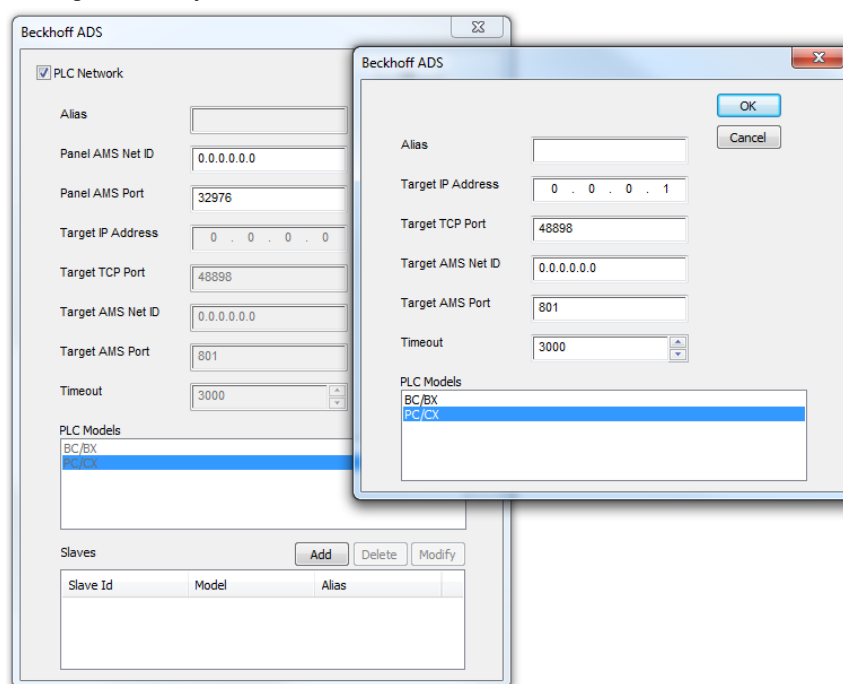 Beckhoff ADS
PLC Network
Alias
Panel AMS Net ID 0.0.0.0.0.0
Panel AMS Port 32976
Target IP Address 0 . 0 . 0 . 0
Target TCP Port 48898
Target AMS Net ID 0.0.0.0.0.0
Target AMS Port 801
Timeout 3000
PLC Models
BC/BX
PC/CX
Slaves Add Delete Modify
Slave Id Model Alias
Beckhoff ADS
OK
Cancel
Alias
Target IP Address 0 . 0 . 0 . 1
Target TCP Port 48898
Target AMS Net ID 0.0.0.0.0.0
Target AMS Port 801
Timeout 3000
PLC Models
BC/BX
PC/CX